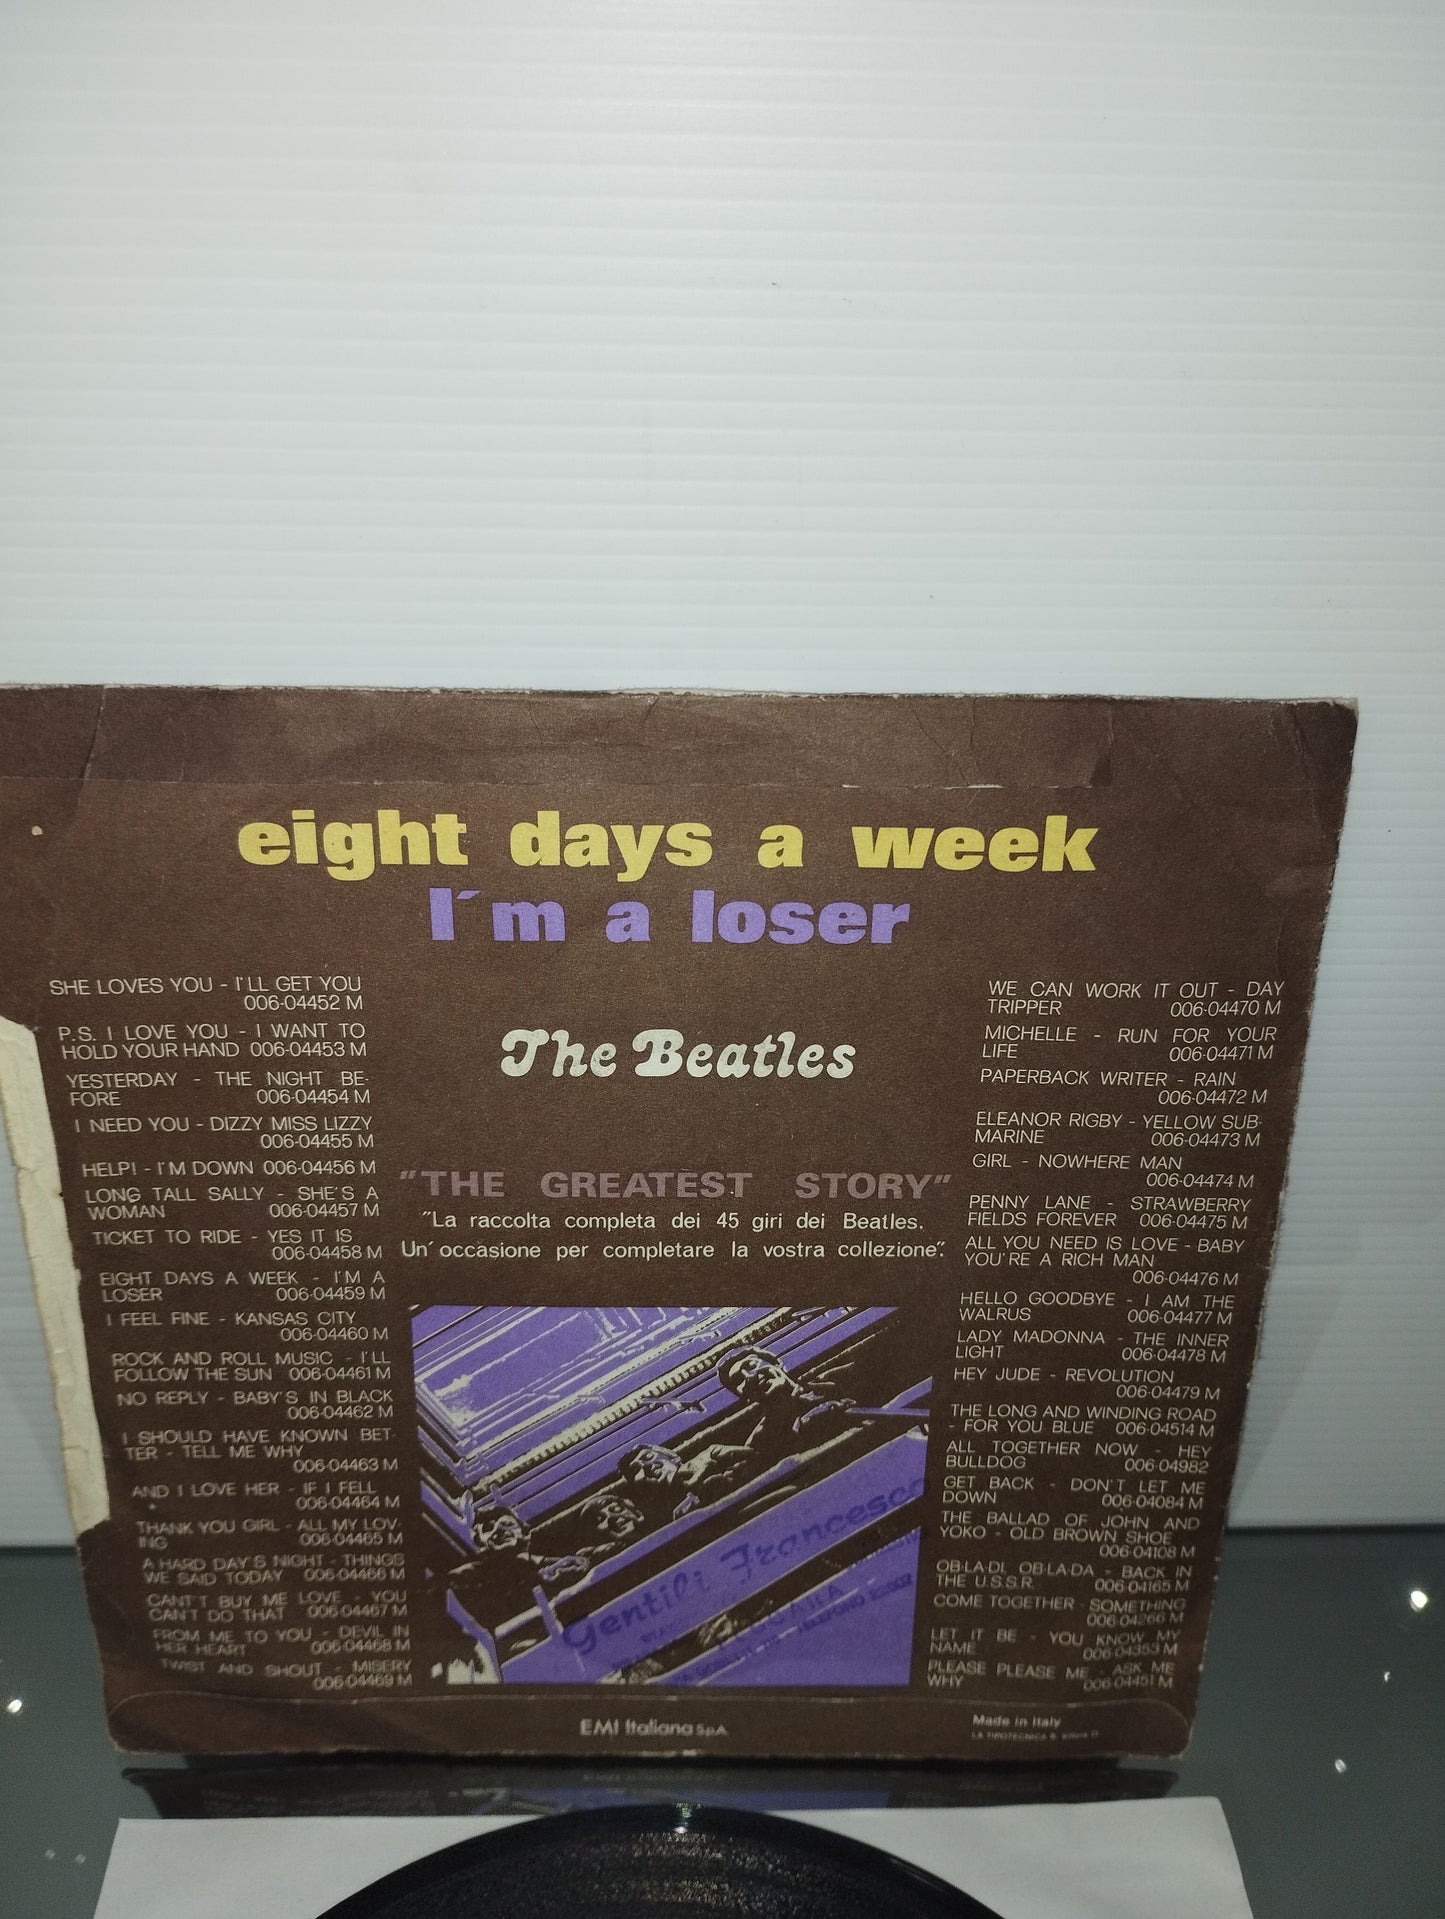 eight days a week
I'm a loser
The Beatles
"THE GREATEST STORY"
"La raccolta completa dei 45 giri dei Beatles.
Un'occasione per completare la vostra collezione".
SHE LOVES YOU - I'LL GET YOU
006-04452 M
P.S. I LOVE YOU - I WANT TO
HOLD YOUR HAND 006-04453 M
YESTERDAY - THE NIGHT BE-
FORE 006-04454 M
I NEED YOU - DIZZY MISS LIZZY
006-04455 M
HELP! - I'M DOWN 006-04456 M
LONG TALL SALLY - SHE'S A
WOMAN 006-04457 M
TICKET TO RIDE - YES IT IS
006-04458 M
EIGHT DAYS A WEEK - I'M A
LOSER 006-04459 M
I FEEL FINE - KANSAS CITY
006-04460 M
ROCK AND ROLL MUSIC - I'LL
FOLLOW THE SUN 006-04461 M
NO REPLY - BABY'S IN BLACK
006-04462 M
I SHOULD HAVE KNOWN BET-
TER - TELL ME WHY
006-04463 M
AND I LOVE HER - IF I FELL
006-04464 M
THANK YOU GIRL - ALL MY LOV-
ING 006-04465 M
A HARD DAY'S NIGHT - THINGS
WE SAID TODAY 006-04466 M
CANT'T BUY ME LOVE - YOU
CAN'T DO THAT 006-04467 M
FROM ME TO YOU - DEVIL IN
HER HEART 006-04468 M
TWIST AND SHOUT - MISERY
006-04469 M
WE CAN WORK IT OUT - DAY
TRIPPER 006-04470 M
MICHELLE - RUN FOR YOUR
LIFE 006-04471 M
PAPERBACK WRITER - RAIN
006-04472 M
ELEANOR RIGBY - YELLOW SUB-
MARINE 006-04473 M
GIRL - NOWHERE MAN
006-04474 M
PENNY LANE - STRAWBERRY
FIELDS FOREVER 006-04475 M
ALL YOU NEED IS LOVE - BABY
YOU'RE A RICH MAN
006-04476 M
HELLO GOODBYE - I AM THE
WALRUS 006-04477 M
LADY MADONNA - THE INNER
LIGHT 006-04478 M
HEY JUDE - REVOLUTION
006-04479 M
THE LONG AND WINDING ROAD
- FOR YOU BLUE 006-04514 M
ALL TOGETHER NOW - HEY
BULLDOG 006-04982
GET BACK - DON'T LET ME
DOWN 006-04084 M
THE BALLAD OF JOHN AND
YOKO - OLD BROWN SHOE
006-04108 M
OB-LA-DI, OB-LA-DA - BACK IN
THE U.S.S.R. 006-04165 M
COME TOGETHER - SOMETHING
006-04266 M
LET IT BE - YOU KNOW MY
NAME 006-04353 M
PLEASE PLEASE ME - ASK ME
WHY 006-04451 M
Gentili Francesco
EMI Italiana S.p.A.
Made in Italy